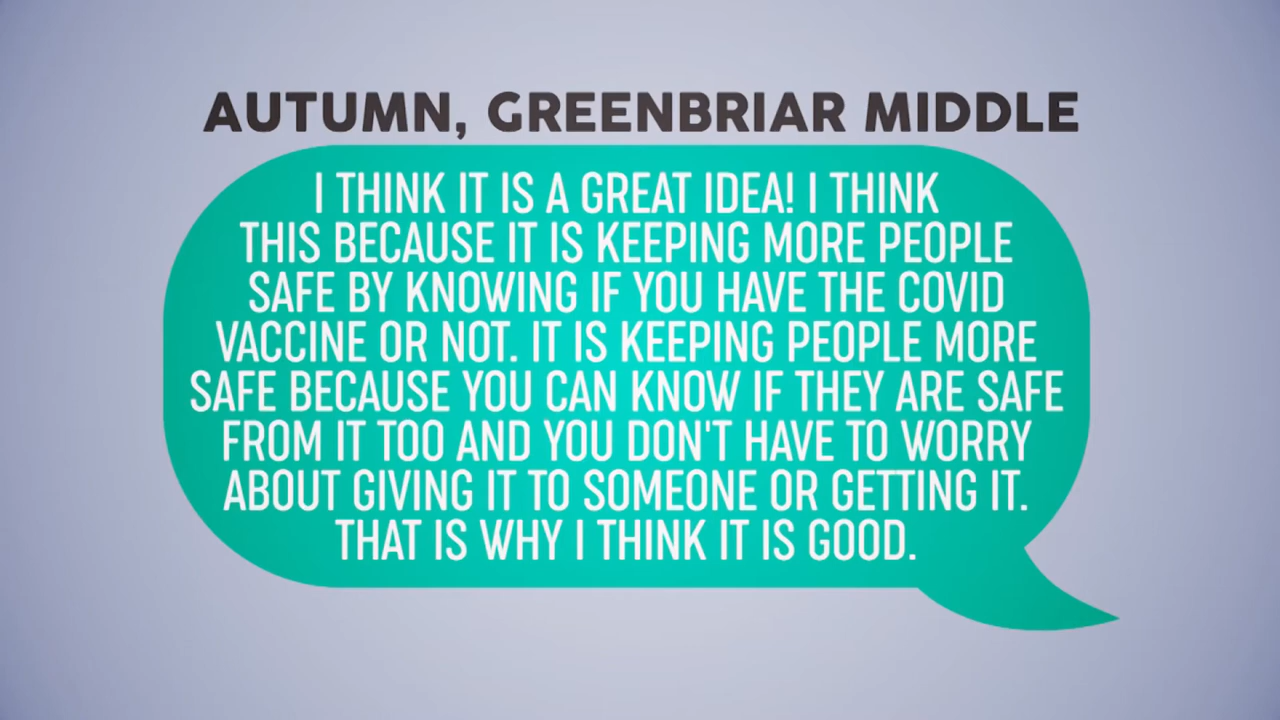 AUTUMN, GREENBRIAR MIDDLE
I THINK IT IS A GREAT IDEA! I THINK
THIS BECAUSE IT IS KEEPING MORE PEOPLE
SAFE BY KNOWING IF YOU HAVE THE COVID
VACCINE OR NOT. IT IS KEEPING PEOPLE MORE
SAFE BECAUSE YOU CAN KNOW IF THEY ARE SAFE
FROM IT TOO AND YOU DON'T HAVE TO WORRY
ABOUT GIVING IT TO SOMEONE OR GETTING IT.
THAT IS WHY I THINK IT IS GOOD.